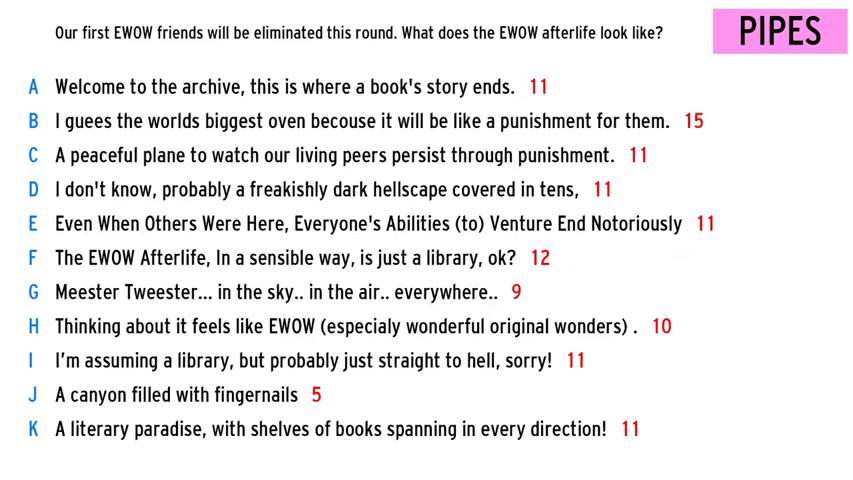 Our first EWOW friends will be eliminated this round. What does the EWOW afterlife look like?
PIPES
A Welcome to the archive, this is where a book's story ends. 11
B I guees the worlds biggest oven becouse it will be like a punishment for them. 15
C A peaceful plane to watch our living peers persist through punishment. 11
D I don't know, probably a freakishly dark hellscape covered in tens, 11
E Even When Others Were Here, Everyone's Abilities (to) Venture End Notoriously 11
F The EWOW Afterlife, In a sensible way, is just a library, ok? 12
G Meester Tweester... in the sky.. in the air.. everywhere.. 9
H Thinking about it feels like EWOW (especialy wonderful original wonders) . 10
I I'm assuming a library, but probably just straight to hell, sorry! 11
J A canyon filled with fingernails 5
K A literary paradise, with shelves of books spanning in every direction! 11